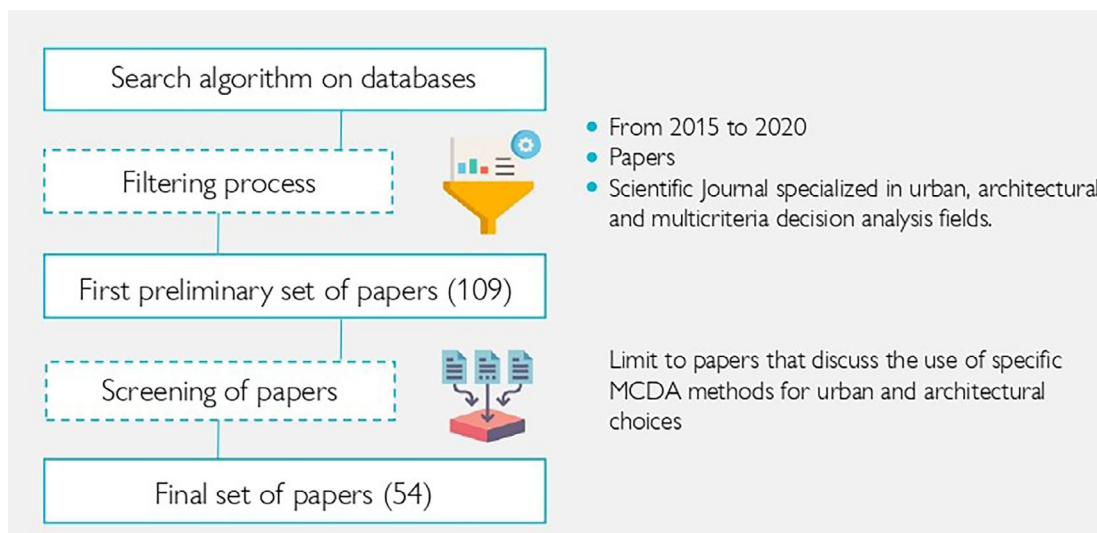 Search algorithm on databases
Filtering process
• From 2015 to 2020
• Papers
• Scientific Journal specialized in urban, architectural
and multicriteria decision analysis fields.
First preliminary set of papers (109)
Screening of papers
Limit to papers that discuss the use of specific
MCDA methods for urban and architectural
choices
Final set of papers (54)